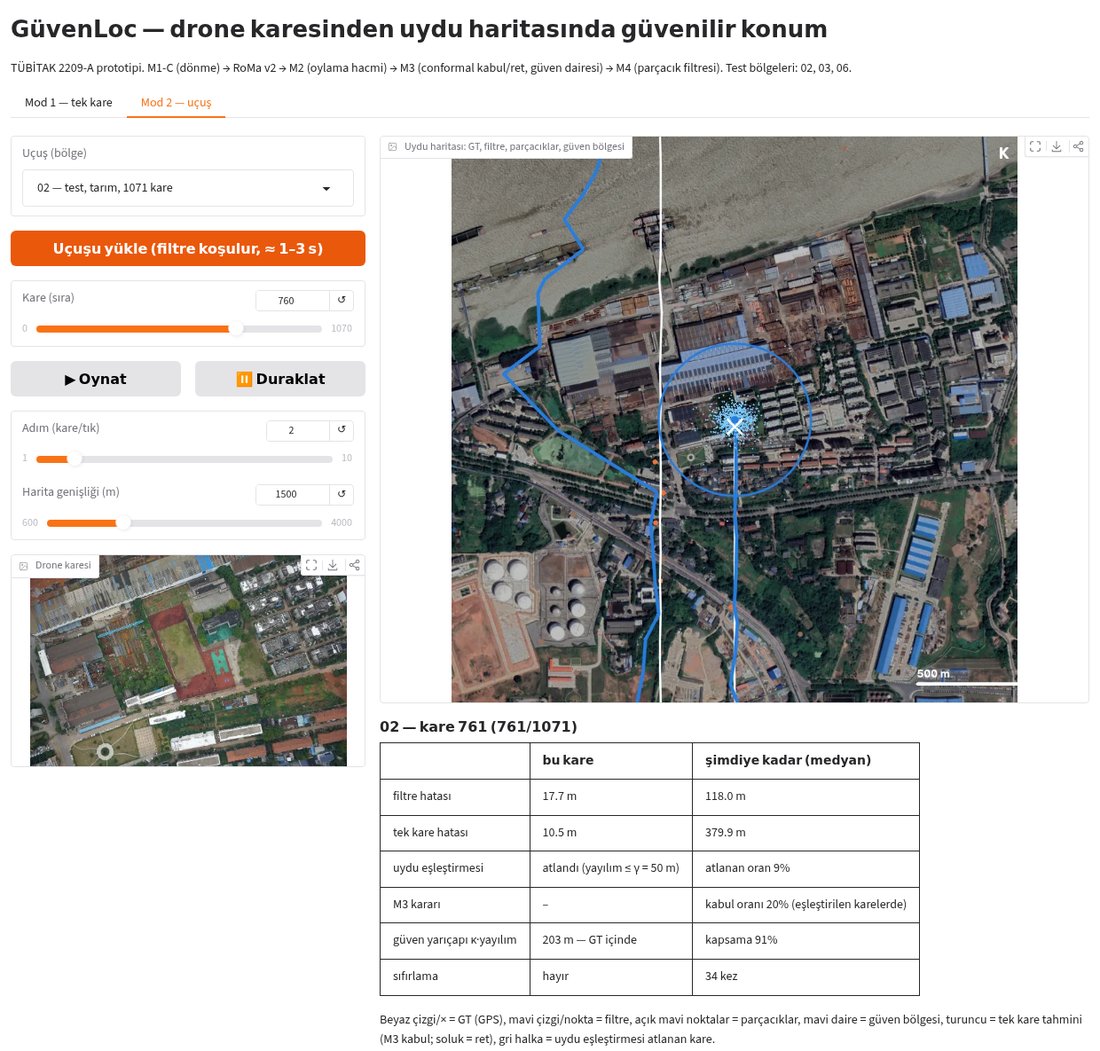 GüvenLoc — drone karesinden uydu haritasında güvenilir konum
TÜBİTAK 2209-A prototipi. M1-C (dönme) → RoMa v2 → M2 (oylama hacmi) → M3 (conformal kabul/ret, güven dairesi) → M4 (parçacık filtresi). Test bölgeleri: 02, 03, 06.
Mod 1 — tek kare
Mod 2 — uçuş
Uçuş (bölge)
02 — test, tarım, 1071 kare
Uçuşu yükle (filtre koşulur, ≈ 1–3 s)
Kare (sıra)
760 ↺
0 1070
▶ Oynat
⏸ Duraklat
Adım (kare/tık)
2 ↺
1 10
Harita genişliği (m)
1500 ↺
600 4000
Drone karesi
Uydu haritası: GT, filtre, parçacıklar, güven bölgesi
K
500 m
02 — kare 761 (761/1071)
bu kare şimdiye kadar (medyan)
filtre hatası 17.7 m 118.0 m
tek kare hatası 10.5 m 379.9 m
uydu eşleştirmesi atlandı (yayılım ≤ γ = 50 m) atlanan oran 9%
M3 kararı – kabul oranı 20% (eşleştirilen karelerde)
güven yarıçapı κ·yayılım 203 m — GT içinde kapsama 91%
sıfırlama hayır 34 kez
Beyaz çizgi/× = GT (GPS), mavi çizgi/nokta = filtre, açık mavi noktalar = parçacıklar, mavi daire = güven bölgesi, turuncu = tek kare tahmini
(M3 kabul; soluk = ret), gri halka = uydu eşleştirmesi atlanan kare.